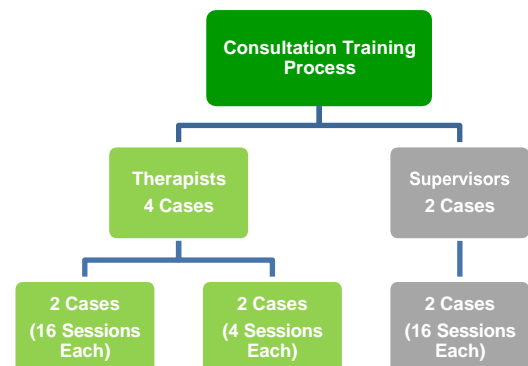 Consultation Training
Process
Therapists
4 Cases
Supervisors
2 Cases
2 Cases
(16 Sessions
Each)
2 Cases
(4 Sessions
Each)
2 Cases
(16 Sessions
Each)